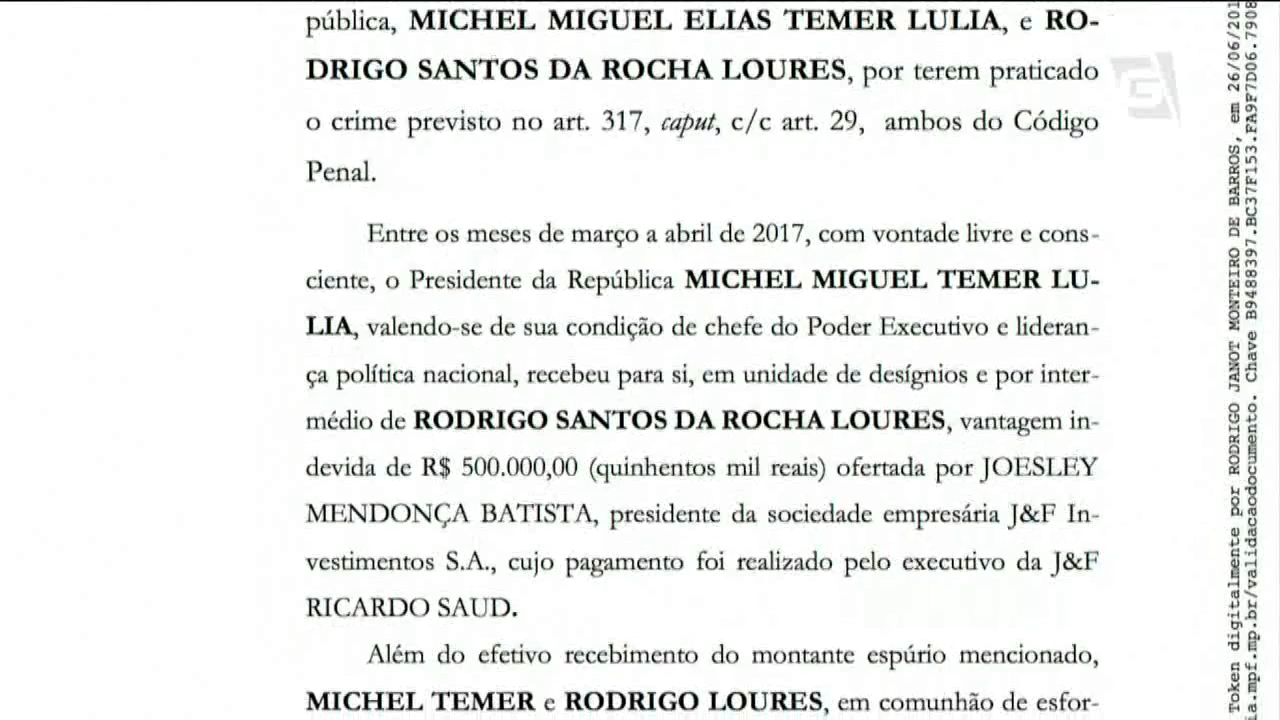 pública, MICHEL MIGUEL ELIAS TEMER LULIA, e RO-
DRIGO SANTOS DA ROCHA LOURES, por terem praticado
o crime previsto no art. 317, caput, c/c art. 29, ambos do Código
Penal.
Entre os meses de março a abril de 2017, com vontade livre e cons-
ciente, o Presidente da República MICHEL MIGUEL TEMER LU-
LIA, valendo-se de sua condição de chefe do Poder Executivo e lideran-
ça política nacional, recebeu para si, em unidade de desígnios e por inter-
médio de RODRIGO SANTOS DA ROCHA LOURES, vantagem in-
devida de R$ 500.000,00 (quinhentos mil reais) ofertada por JOESLEY
MENDONÇA BATISTA, presidente da sociedade empresária J&F In-
vestimentos S.A., cujo pagamento foi realizado pelo executivo da J&F
RICARDO SAUD.
Além do efetivo recebimento do montante espúrio mencionado,
MICHEL TEMER e RODRIGO LOURES, em comunhão de esfor-
Token digitalmente por RODRIGO JANOT MONTEIRO DE BARROS, em 26/06/201
ia.mpf.mp.br/validacaodocumento. Chave B9488397.BC37F153.FA9F7D06.7908